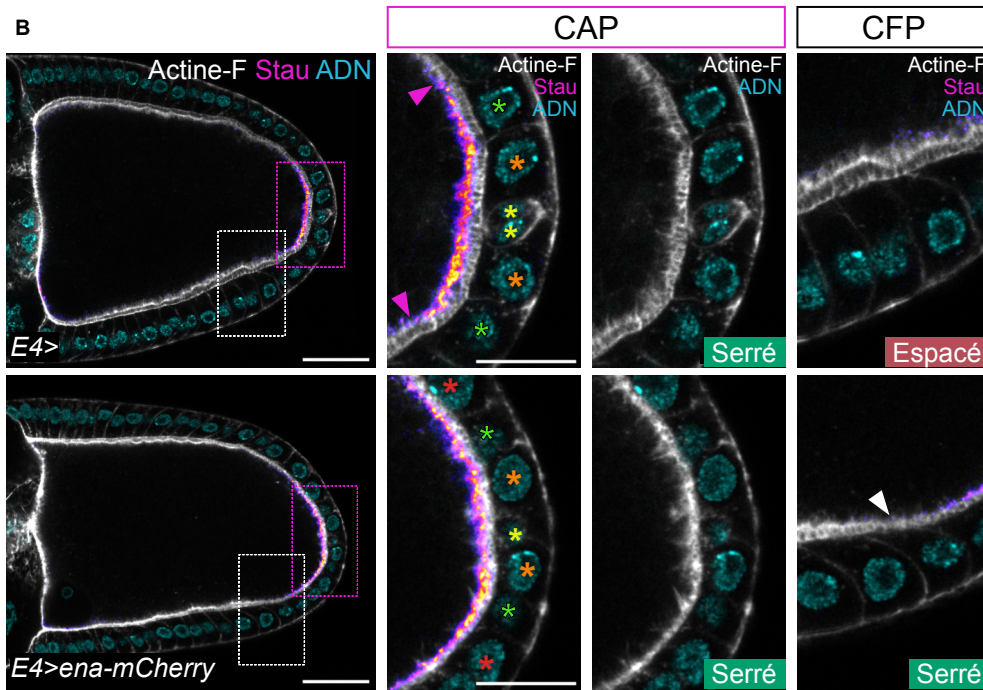 B
CAP
CFP
Actine-F Stau ADN
E4>
Actine-F
Stau
ADN
*
*
*
*
*
*
Actine-F
ADN
Serré
Actine-F
Stau
ADN
Espacé
E4>ena-mCherry
*
*
*
*
*
*
*
Serré
Serré